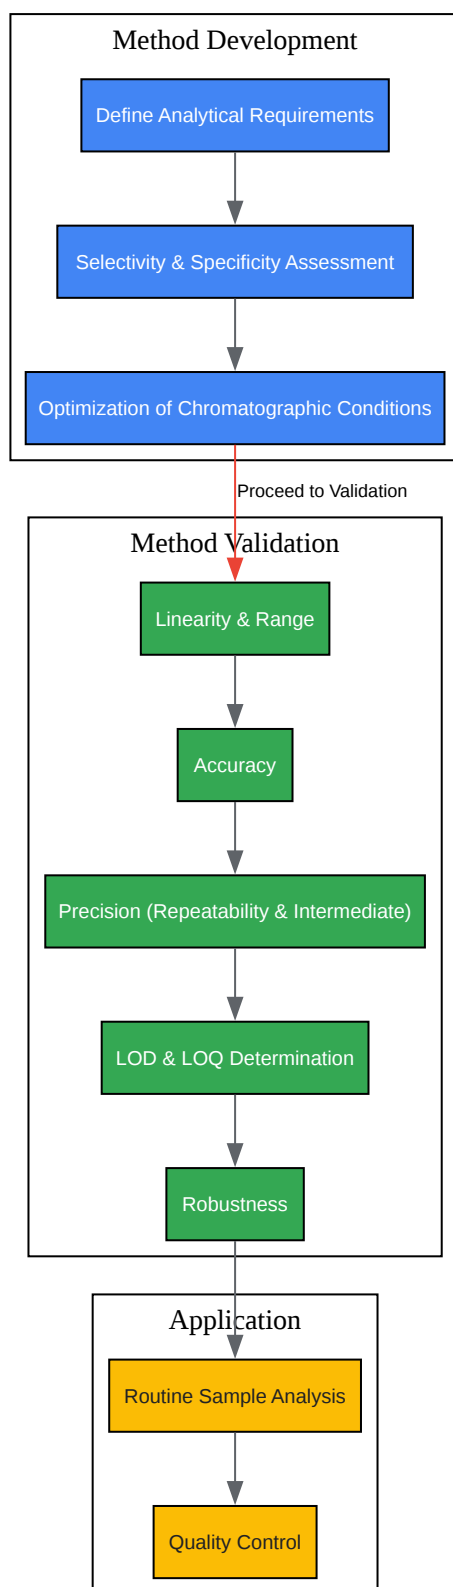 Method Development
Define Analytical Requirements
Selectivity & Specificity Assessment
Optimization of Chromatographic Conditions
Proceed to Validation
Method Validation
Linearity & Range
Accuracy
Precision (Repeatability & Intermediate)
LOD & LOQ Determination
Robustness
Application
Routine Sample Analysis
Quality Control